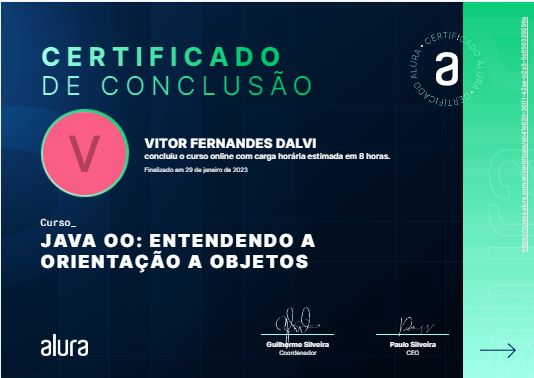 CERTIFICADO
DE CONCLUSÃO
CERTIFICADO ALURA • CERTIFICADO ALURA •
a
V
VITOR FERNANDES DALVI
concluiu o curso online com carga horária estimada em 8 horas.
Finalizado em 29 de janeiro de 2023
Curso_
JAVA OO: ENTENDENDO A
ORIENTAÇÃO A OBJETOS
alura
Guilherme Silveira
Coordenador
Paulo Silveira
CEO